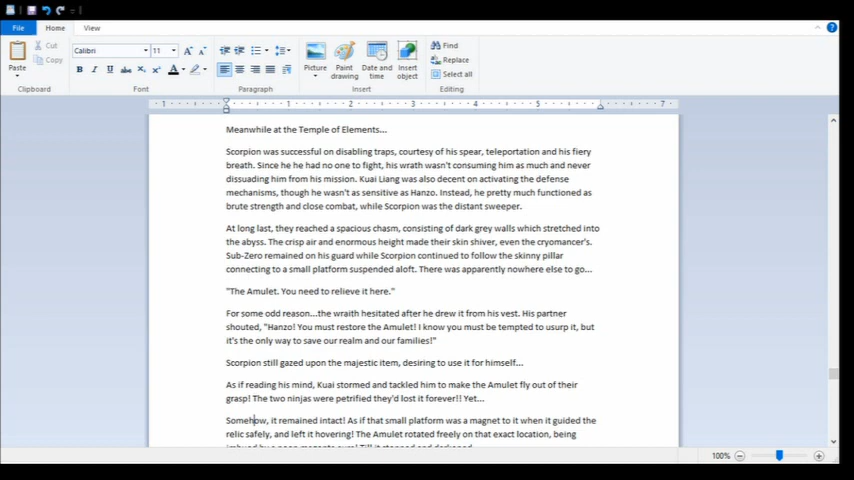 File
Home
View
Paste
Cut
Copy
Clipboard
Calibri
11
Font
Paragraph
Picture
Paint drawing
Date and time
Insert object
Insert
Find
Replace
Select all
Editing
1 1 2 3 4 5 7
Meanwhile at the Temple of Elements...
Scorpion was successful on disabling traps, courtesy of his spear, teleportation and his fiery
breath. Since he he had no one to fight, his wrath wasn't consuming him as much and never
dissuading him from his mission. Kuai Liang was also decent on activating the defense
mechanisms, though he wasn't as sensitive as Hanzo. Instead, he pretty much functioned as
brute strength and close combat, while Scorpion was the distant sweeper.
At long last, they reached a spacious chasm, consisting of dark grey walls which stretched into
the abyss. The crisp air and enormous height made their skin shiver, even the cryomancer's.
Sub-Zero remained on his guard while Scorpion continued to follow the skinny pillar
connecting to a small platform suspended aloft. There was apparently nowhere else to go...
"The Amulet. You need to relieve it here."
For some odd reason...the wraith hesitated after he drew it from his vest. His partner
shouted, "Hanzo! You must restore the Amulet! I know you must be tempted to usurp it, but
it's the only way to save our realm and our families!"
Scorpion still gazed upon the majestic item, desiring to use it for himself...
As if reading his mind, Kuai stormed and tackled him to make the Amulet fly out of their
grasp! The two ninjas were petrified they'd lost it forever!! Yet...
Somehow, it remained intact! As if that small platform was a magnet to it when it guided the
relic safely, and left it hovering! The Amulet rotated freely on that exact location, being
100%